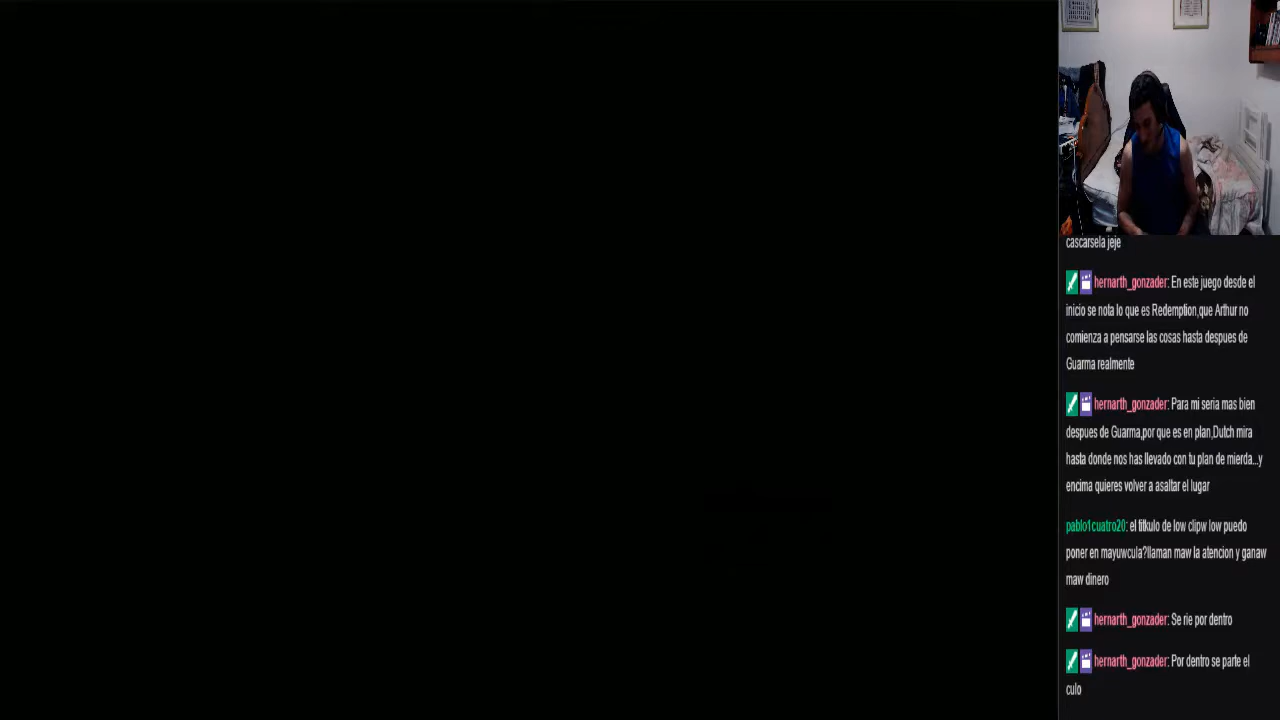 cascarsela jeje
hernarth_gonzader: En este juego desde el
inicio se nota lo que es Redemption,que Arthur no
comienza a pensarse las cosas hasta despues de
Guarma realmente
hernarth_gonzader: Para mi seria mas bien
despues de Guarma,por que es en plan,Dutch mira
hasta donde nos has llevado con tu plan de mierda...y
encima quieres volver a asaltar el lugar
pablo1cuatro20: el titkulo de low clipw low puedo
poner en mayuwcula?llaman maw la atencion y ganaw
maw dinero
hernarth_gonzader: Se rie por dentro
hernarth_gonzader: Por dentro se parte el
culo